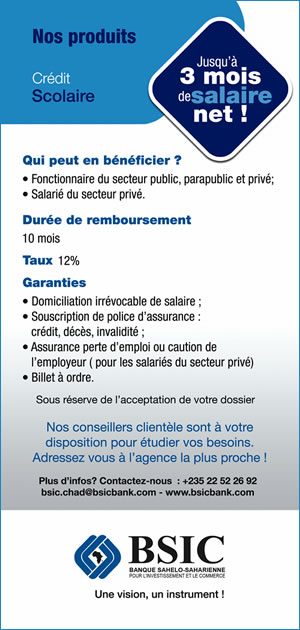 Nos produits
Crédit
Scolaire
Jusqu'à
3 mois
de salaire
net !
Qui peut en bénéficier ?
• Fonctionnaire du secteur public, parapublic et privé;
• Salarié du secteur privé.
Durée de remboursement
10 mois
Taux 12%
Garanties
• Domiciliation irrévocable de salaire ;
• Souscription de police d'assurance :
crédit, décès, invalidité ;
• Assurance perte d'emploi ou caution de
l'employeur ( pour les salariés du secteur privé)
• Billet à ordre.
Sous réserve de l'acceptation de votre dossier
Nos conseillers clientèle sont à votre
disposition pour étudier vos besoins.
Adressez vous à l'agence la plus proche !
Plus d'infos? Contactez-nous : +235 22 52 26 92
bsic.chad@bsicbank.com - www.bsicbank.com
BSIC
BANQUE SAHELO-SAHARIENNE
POUR L'INVESTISSEMENT ET LE COMMERCE
Une vision, un instrument !